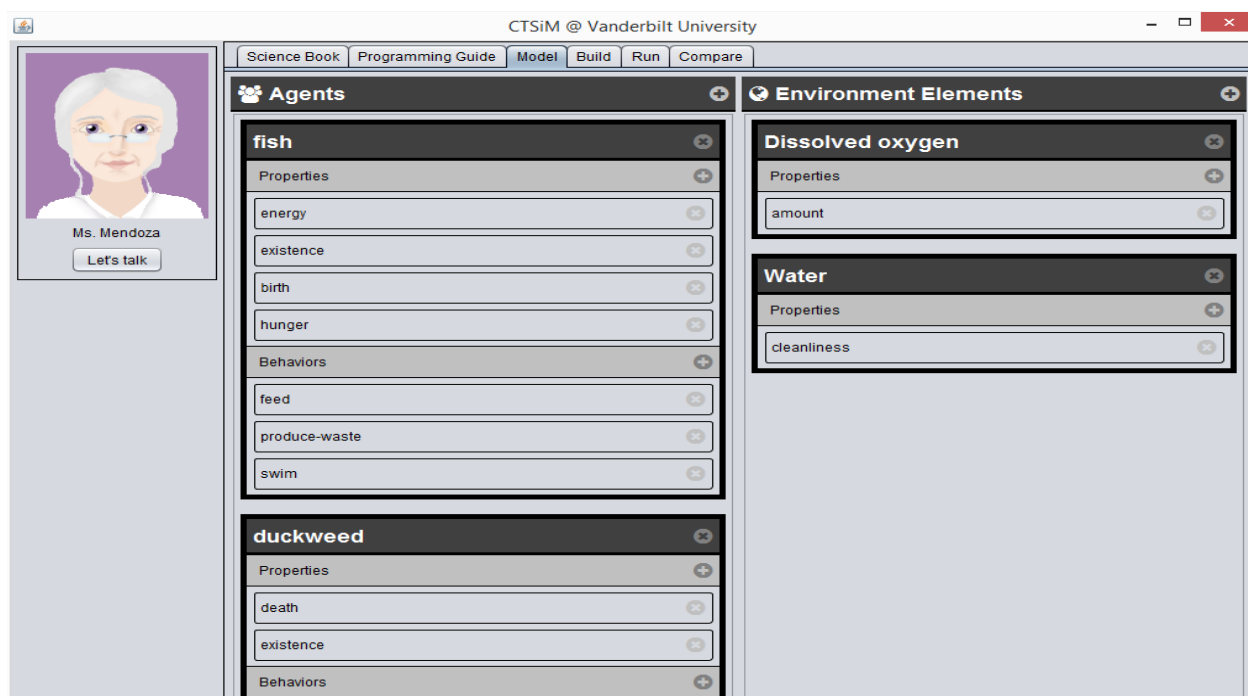 CTSiM @ Vanderbilt University
Science Book Programming Guide Model Build Run Compare
Ms. Mendoza
Let's talk
Agents
fish
Properties
energy
existence
birth
hunger
Behaviors
feed
produce-waste
swim
duckweed
Properties
death
existence
Behaviors
Environment Elements
Dissolved oxygen
Properties
amount
Water
Properties
cleanliness